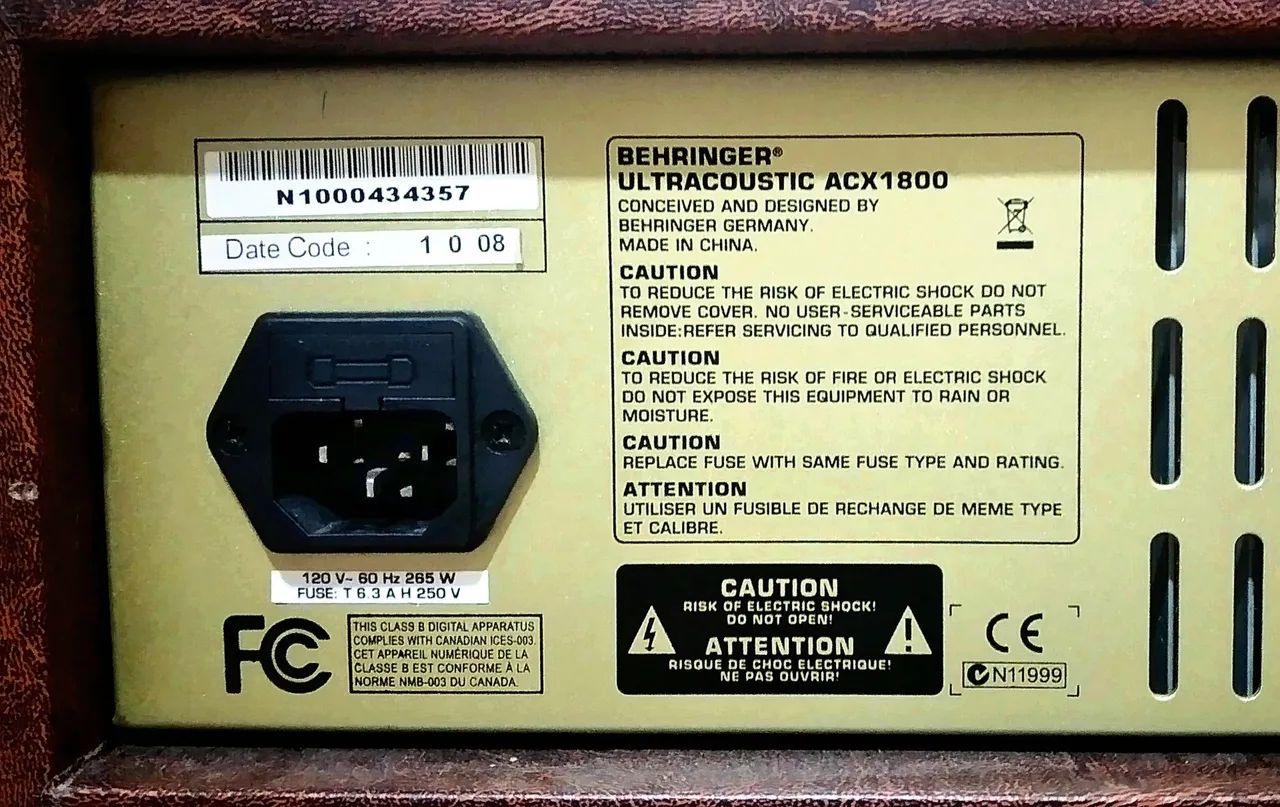 N1000434357
Date Code : 1 0 08
BEHRINGER®
ULTRACOUSTIC ACX1800
CONCEIVED AND DESIGNED BY
BEHRINGER GERMANY.
MADE IN CHINA.
CAUTION
TO REDUCE THE RISK OF ELECTRIC SHOCK DO NOT
REMOVE COVER. NO USER-SERVICEABLE PARTS
INSIDE:REFER SERVICING TO QUALIFIED PERSONNEL.
CAUTION
TO REDUCE THE RISK OF FIRE OR ELECTRIC SHOCK
DO NOT EXPOSE THIS EQUIPMENT TO RAIN OR
MOISTURE.
CAUTION
REPLACE FUSE WITH SAME FUSE TYPE AND RATING.
ATTENTION
UTILISER UN FUSIBLE DE RECHANGE DE MEME TYPE
ET CALIBRE.
120 V~ 60 Hz 265 W
FUSE: T 6.3 A H 250 V
FCC
THIS CLASS B DIGITAL APPARATUS
COMPLIES WITH CANADIAN ICES-003.
CET APPAREIL NUMÉRIQUE DE LA
CLASSE B EST CONFORME À LA
NORME NMB-003 DU CANADA.
CAUTION
RISK OF ELECTRIC SHOCK!
DO NOT OPEN!
ATTENTION
RISQUE DE CHOC ELECTRIQUE!
NE PAS OUVRIR!
CE
N11999